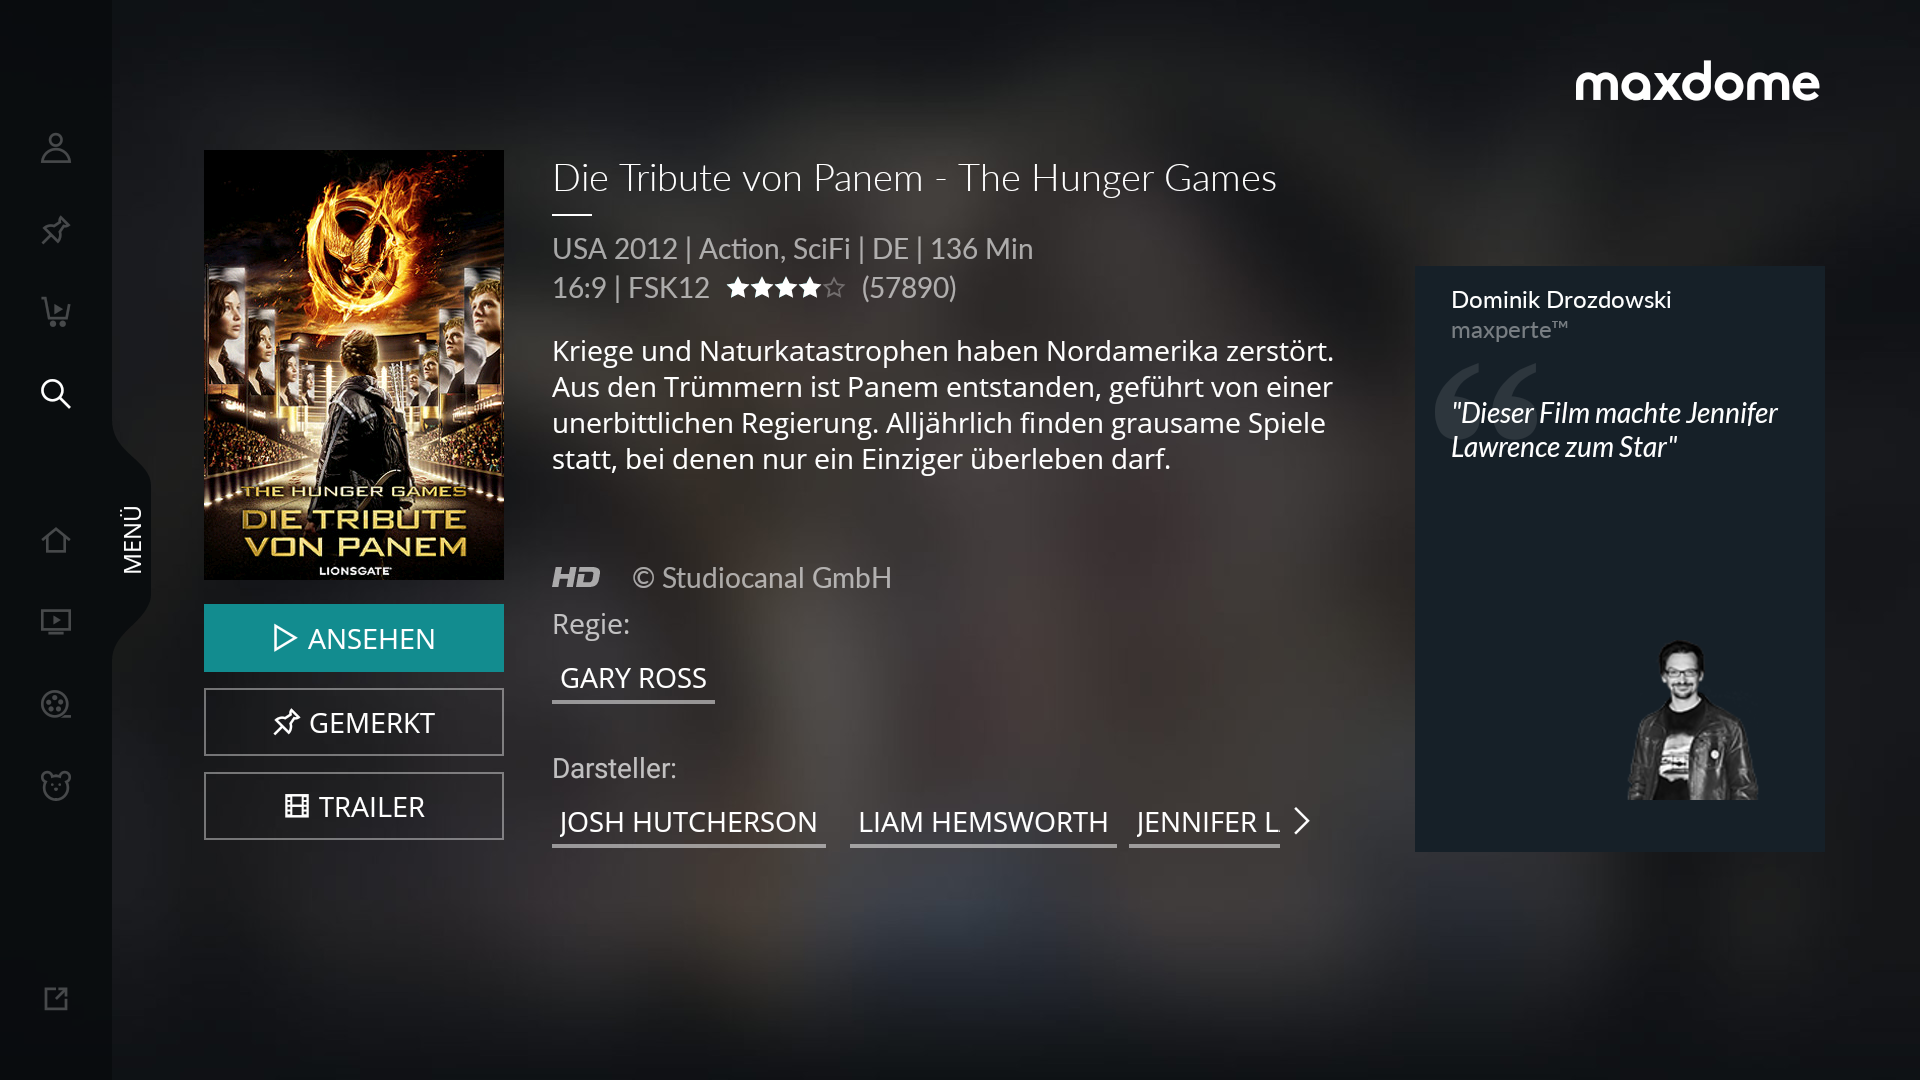 maxdome
MENÜ
THE HUNGER GAMES
DIE TRIBUTE
VON PANEM
LIONSGATE
ANSEHEN
GEMERKT
TRAILER
Die Tribute von Panem - The Hunger Games
USA 2012 | Action, SciFi | DE | 136 Min
16:9 | FSK12 (57890)
Kriege und Naturkatastrophen haben Nordamerika zerstört.
Aus den Trümmern ist Panem entstanden, geführt von einer
unerbittlichen Regierung. Alljährlich finden grausame Spiele
statt, bei denen nur ein Einziger überleben darf.
HD © Studiocanal GmbH
Regie:
GARY ROSS
Darsteller:
JOSH HUTCHERSON LIAM HEMSWORTH JENNIFER L
Dominik Drozdowski
maxperte™
"Dieser Film machte Jennifer
Lawrence zum Star"